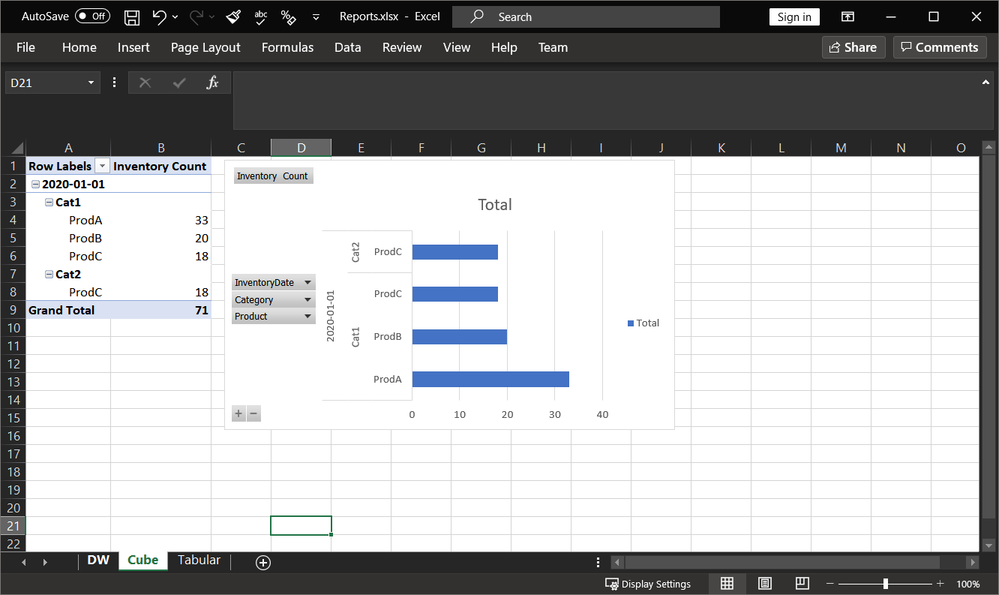 AutoSave Off abc Reports.xlsx - Excel Search Sign in
File Home Insert Page Layout Formulas Data Review View Help Team Share Comments
D21 fx
A B C D E F G H I J K L M N O
1 Row Labels Inventory Count
2 2020-01-01
3 Cat1
4 ProdA 33
5 ProdB 20
6 ProdC 18
7 Cat2
8 ProdC 18
9 Grand Total 71
10
11
12
13
14
15
16
17
18
19
20
21
22
Inventory Count
Total
Cat2 ProdC
InventoryDate
Category
Product
2020-01-01
Cat1
ProdC
ProdB
ProdA
Total
0 10 20 30 40
DW Cube Tabular
Display Settings 100%